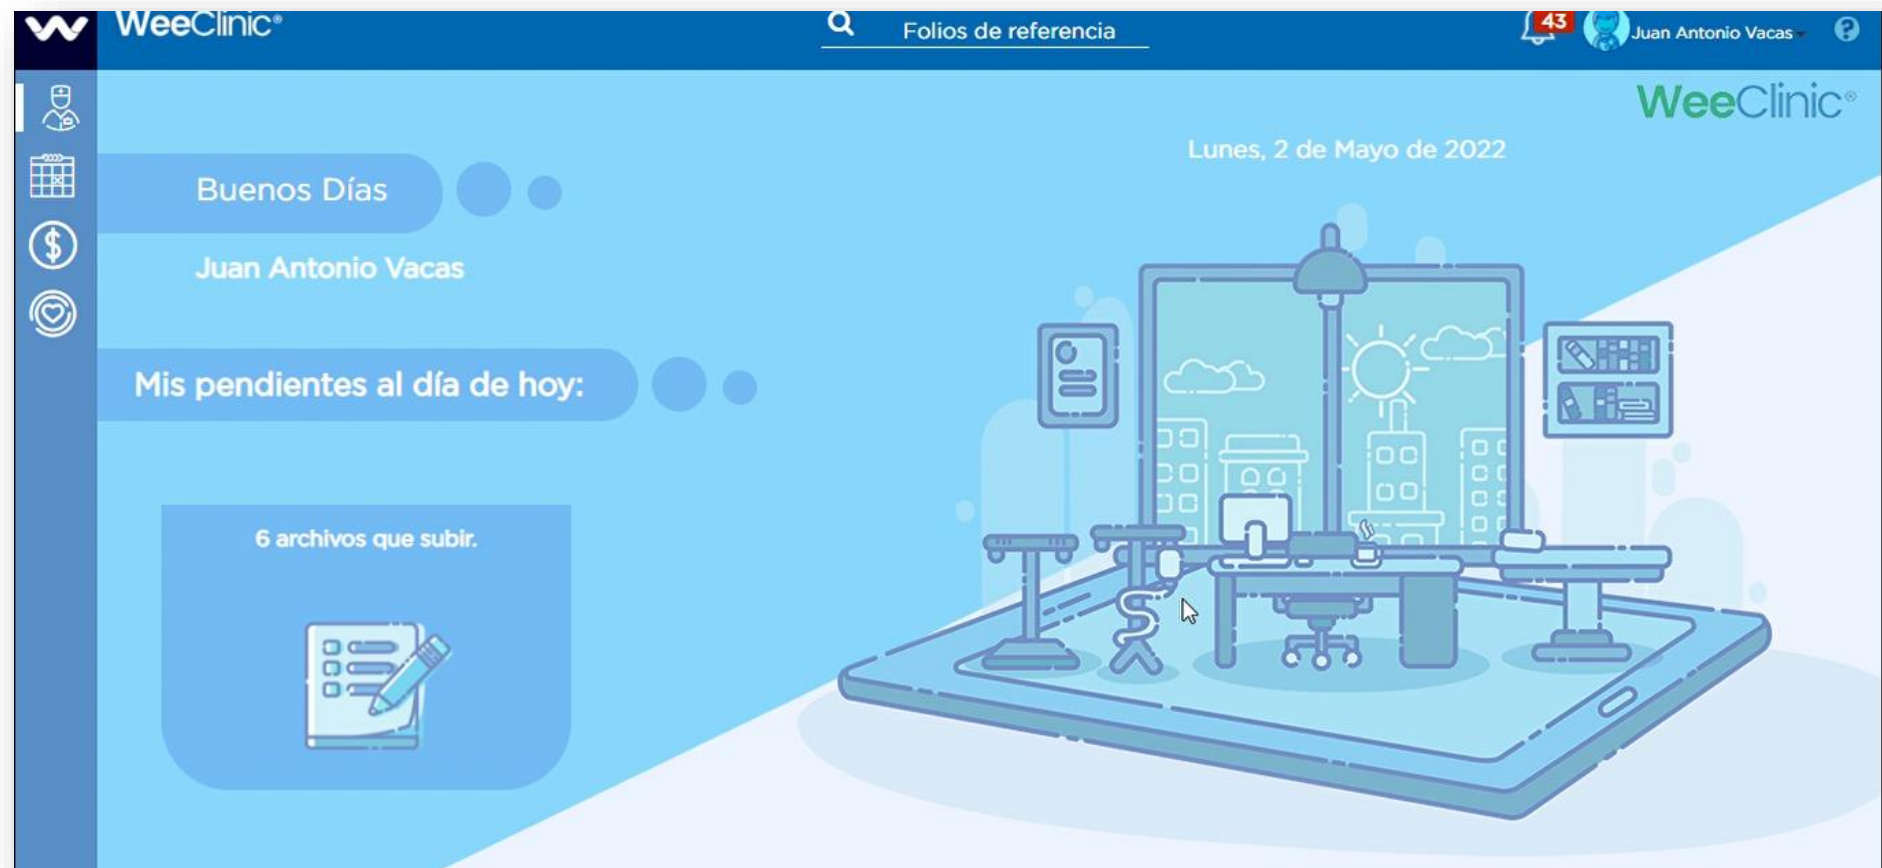 WeeClinic®
Folios de referencia
43
Juan Antonio Vacas
WeeClinic®
Lunes, 2 de Mayo de 2022
Buenos Días
Juan Antonio Vacas
Mis pendientes al día de hoy:
6 archivos que subir.